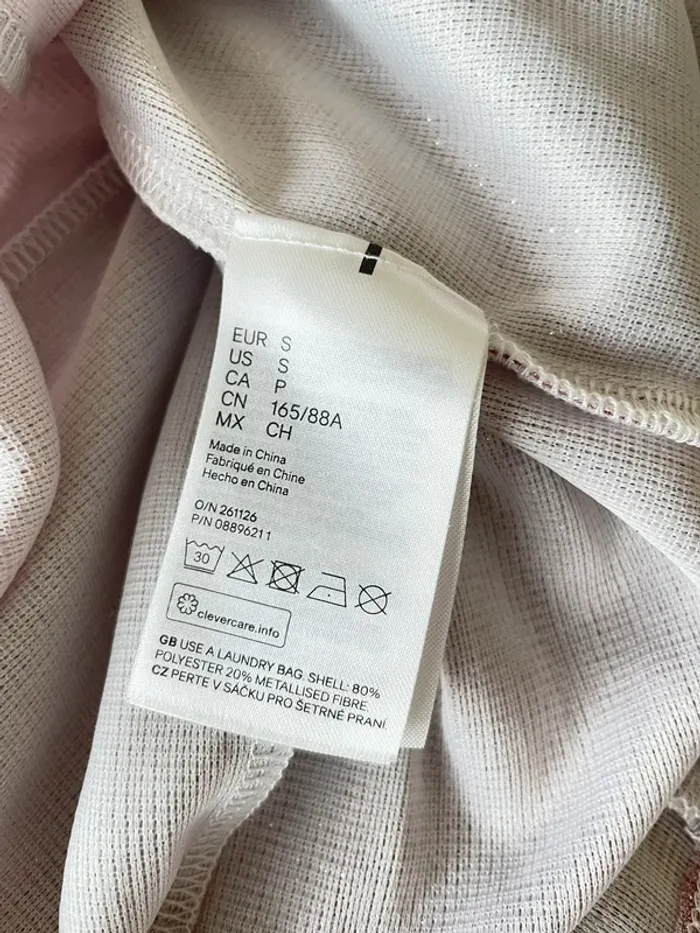 EUR S
US S
CA P
CN 165/88A
MX CH
Made in China
Fabriqué en Chine
Hecho en China
O/N 261126
P/N 08896211
30
clevercare.info
GB USE A LAUNDRY BAG. SHELL: 80%
POLYESTER 20% METALLISED FIBRE.
CZ PERTE V SÁČKU PRO ŠETRNÉ PRANÍ.